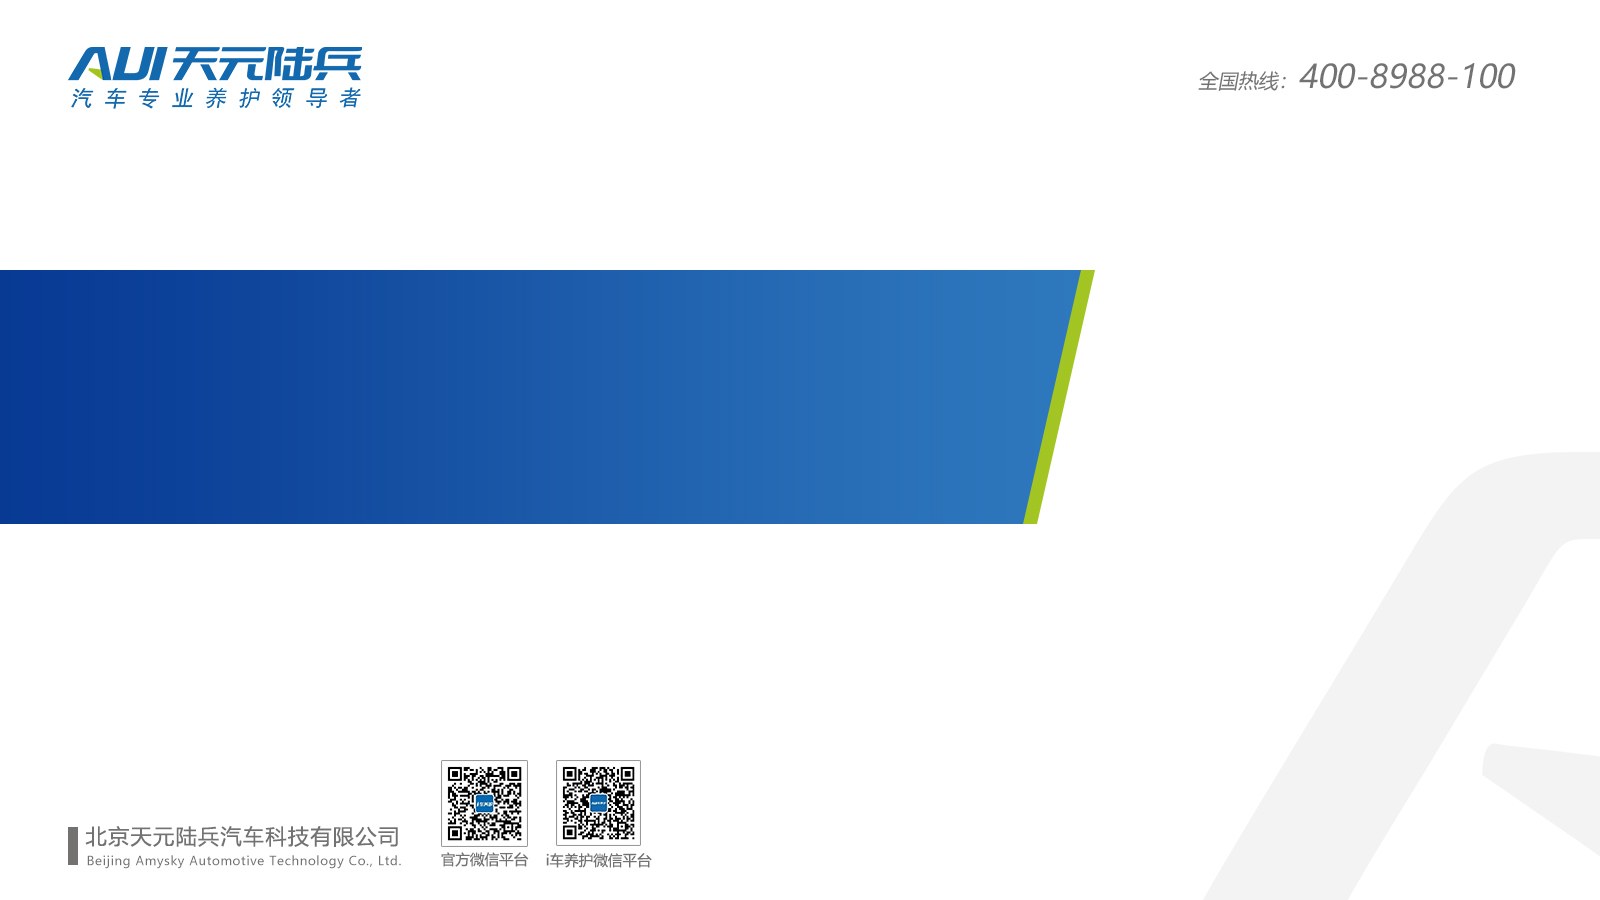 AUI天元陆兵
汽车专业养护领导者
全国热线：400-8988-100
北京天元陆兵汽车科技有限公司
Beijing Amysky Automotive Technology Co., Ltd.
官方微信平台
i车养护微信平台